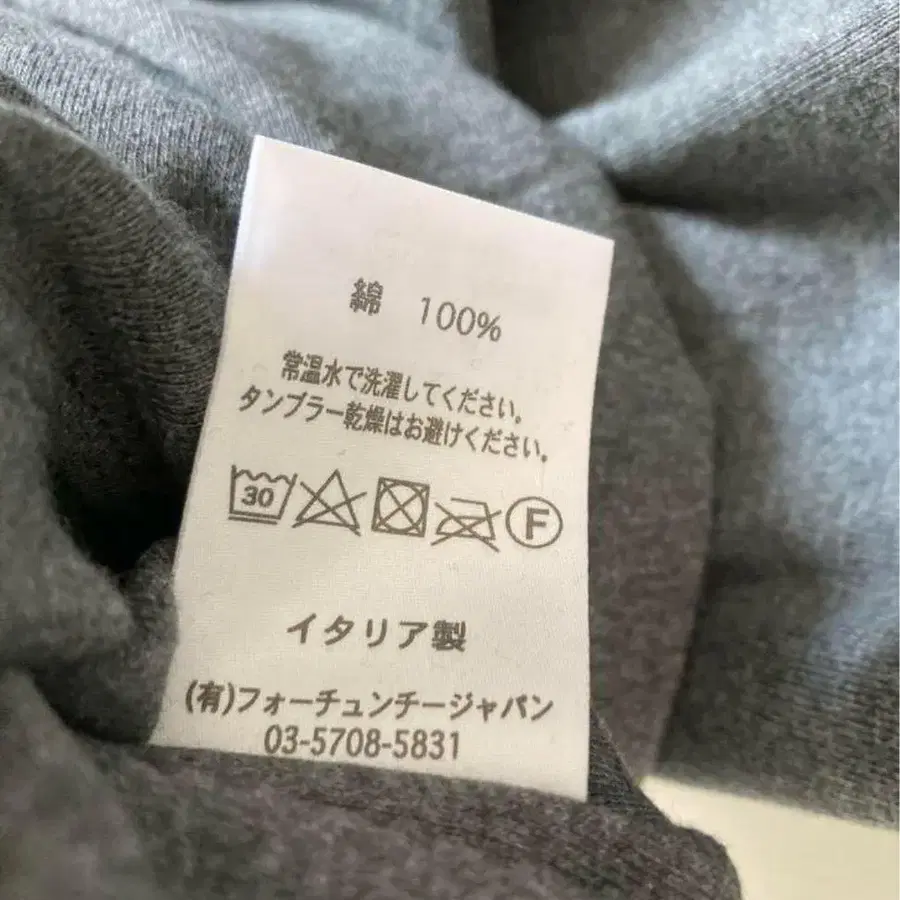 綿 100%
常温水で洗濯してください。
タンブラー乾燥はお避けください。
30 F
イタリア製
(有)フォーチュンチージャパン
03-5708-5831